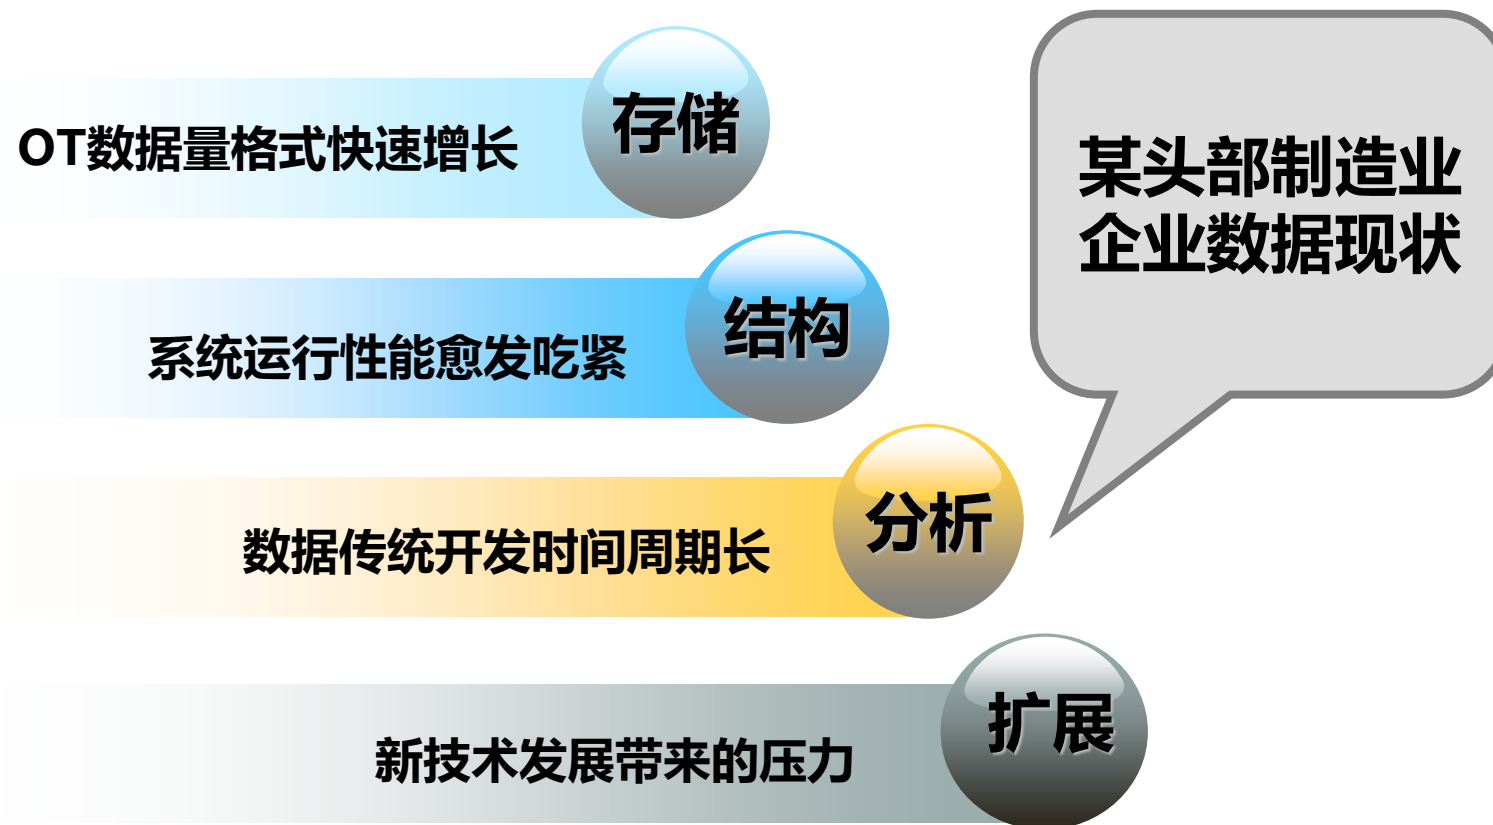 OT数据量格式快速增长
存储
系统运行性能愈发吃紧
结构
数据传统开发时间周期长
分析
新技术发展带来的压力
扩展
某头部制造业
企业数据现状